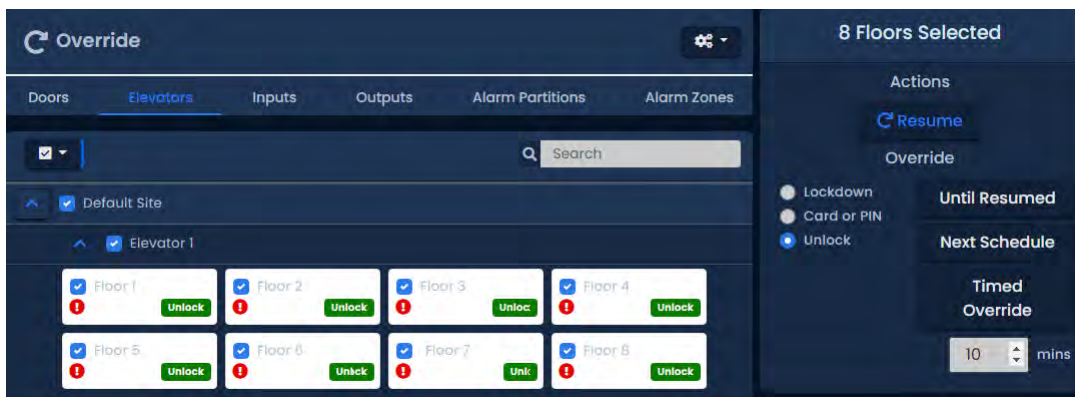 Override
Doors Elevators Inputs Outputs Alarm Partitions Alarm Zones
Search
Default Site
Elevator 1
Floor 1 Floor 2 Floor 3 Floor 4
Unlock Unlock Unloc Unlock
Floor 5 Floor 6 Floor 7 Floor 8
Unlock Unlock Unlc Unlock
8 Floors Selected
Actions
Resume
Override
Lockdown
Card or PIN
Unlock
Until Resumed
Next Schedule
Timed
Override
10 mins